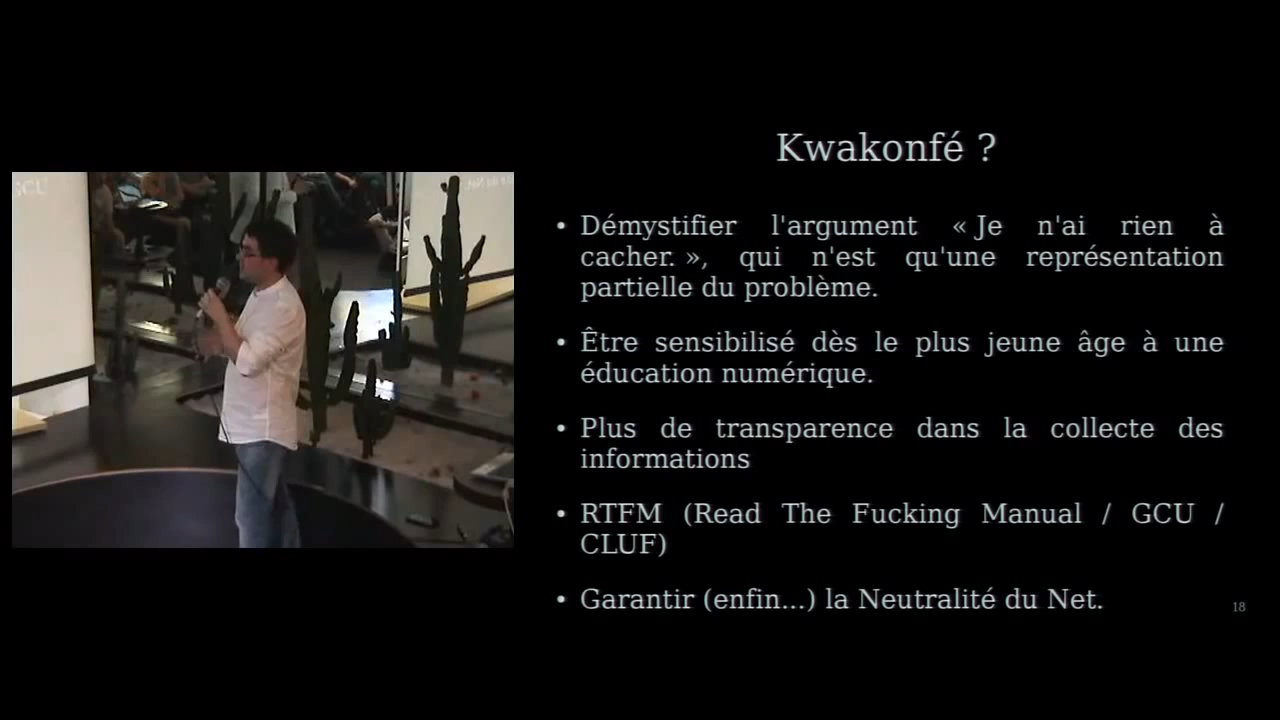 GCU
Kwakonfé ?
• Démystifier l'argument « Je n'ai rien à
cacher. », qui n'est qu'une représentation
partielle du problème.
• Être sensibilisé dès le plus jeune âge à une
éducation numérique.
• Plus de transparence dans la collecte des
informations
• RTFM (Read The Fucking Manual / GCU /
CLUF)
• Garantir (enfin...) la Neutralité du Net.
18